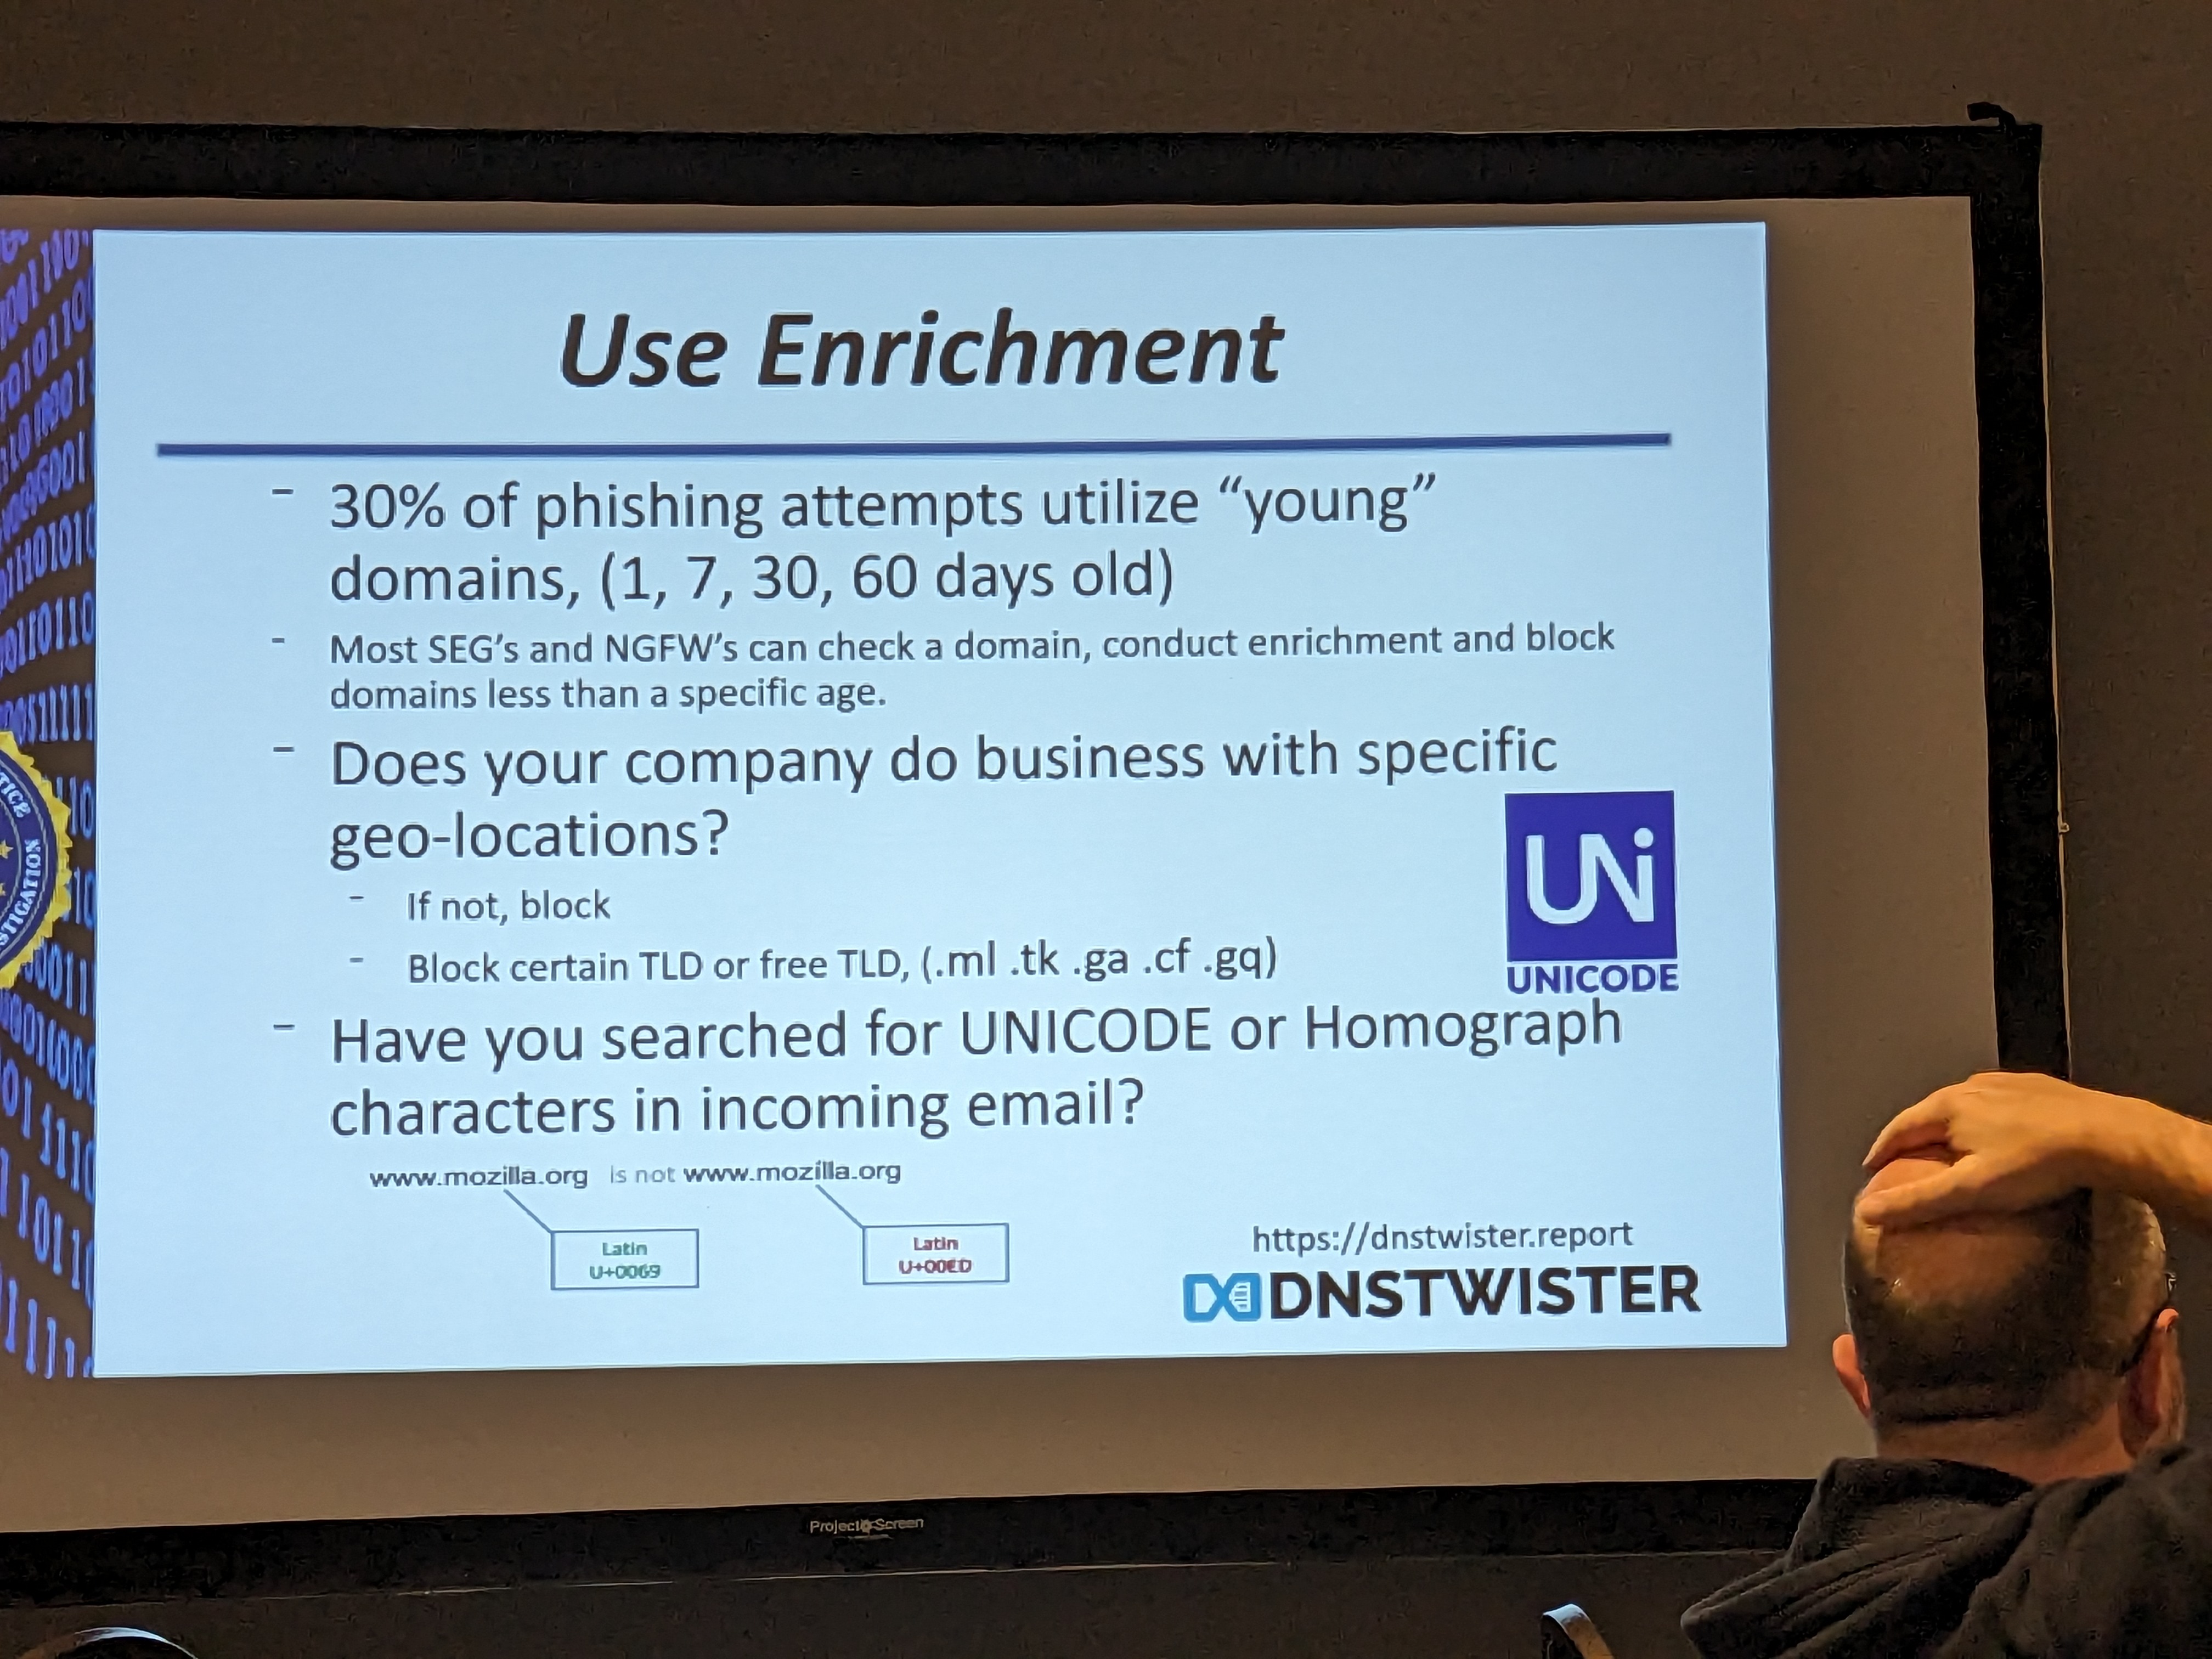 Use Enrichment
- 30% of phishing attempts utilize “young”
domains, (1, 7, 30, 60 days old)
- Most SEG’s and NGFW’s can check a domain, conduct enrichment and block
domains less than a specific age.
- Does your company do business with specific
geo-locations?
- If not, block
- Block certain TLD or free TLD, (.ml .tk .ga .cf .gq)
UNi
UNICODE
- Have you searched for UNICODE or Homograph
characters in incoming email?
www.mozilla.org is not www.mozílla.org
Latin
U+0069
Latin
U+00ED
https://dnstwister.report
DNSTWISTER
ProjectoScreen